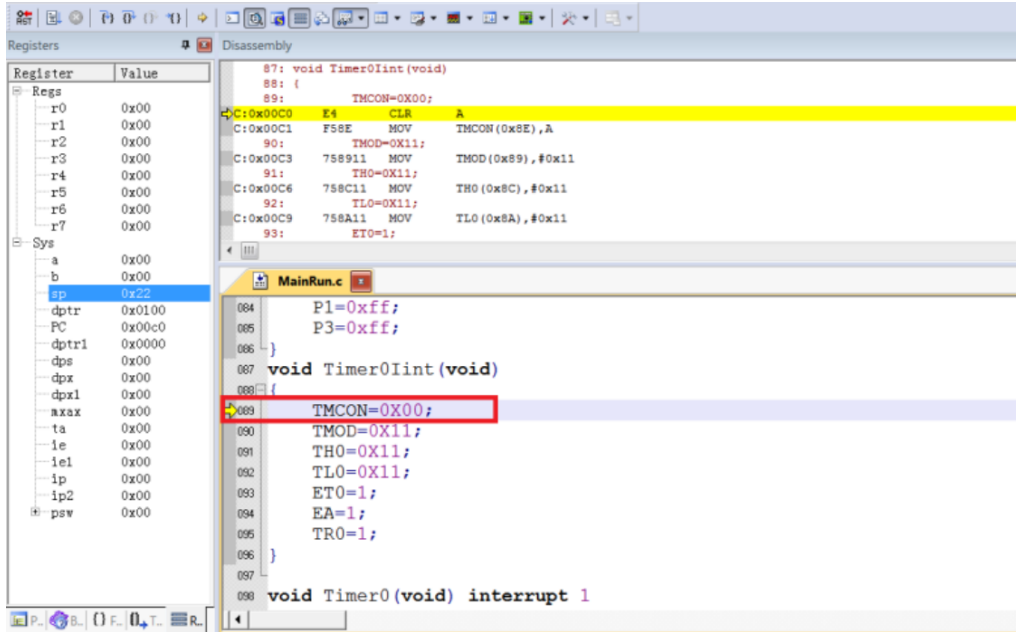 RST
Registers
Disassembly
Register Value
Regs
r0 0x00
r1 0x00
r2 0x00
r3 0x00
r4 0x00
r5 0x00
r6 0x00
r7 0x00
Sys
a 0x00
b 0x00
sp 0x22
dptr 0x0100
PC 0x00c0
dptr1 0x0000
dps 0x00
dpx 0x00
dpx1 0x00
mxax 0x00
ta 0x00
ie 0x00
ie1 0x00
ip 0x00
ip2 0x00
psw 0x00
P.. B.. {} F.. T.. R..
87: void Timer0Iint(void)
88: {
89: TMCON=0X00;
C:0x00C0 E4 CLR A
C:0x00C1 F58E MOV TMCON(0x8E),A
90: TMOD=0X11;
C:0x00C3 758911 MOV TMOD(0x89),#0x11
91: TH0=0X11;
C:0x00C6 758C11 MOV TH0(0x8C),#0x11
92: TL0=0X11;
C:0x00C9 758A11 MOV TL0(0x8A),#0x11
93: ET0=1;
MainRun.c
084 P1=0xff;
085 P3=0xff;
086 }
087 void Timer0Iint(void)
088 {
089 TMCON=0X00;
090 TMOD=0X11;
091 TH0=0X11;
092 TL0=0X11;
093 ET0=1;
094 EA=1;
095 TR0=1;
096 }
097
098 void Timer0(void) interrupt 1